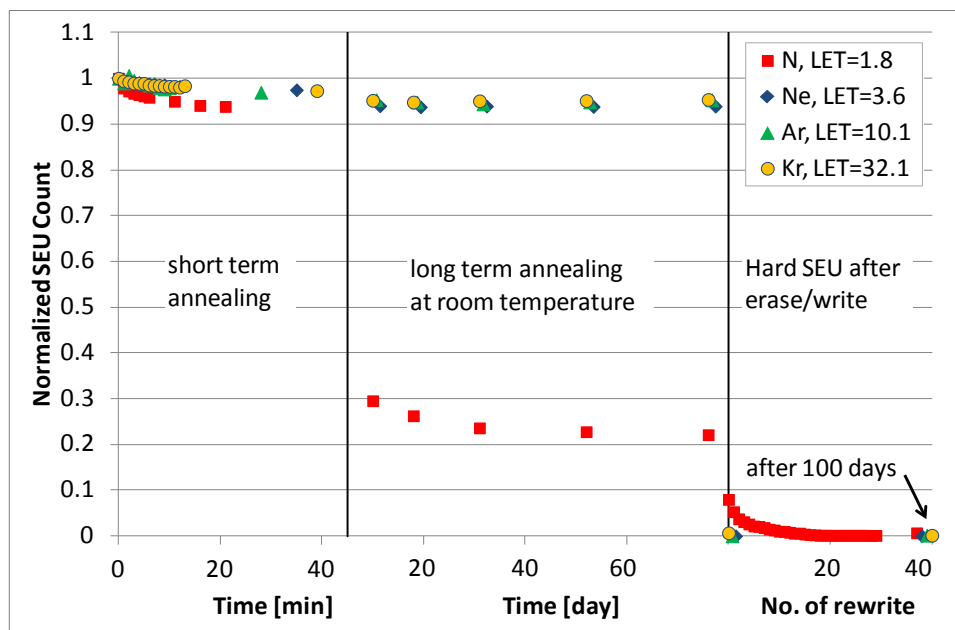 1.1
1
0.9
0.8
0.7
0.6
0.5
0.4
0.3
0.2
0.1
0
Normalized SEU Count
N, LET=1.8
Ne, LET=3.6
Ar, LET=10.1
Kr, LET=32.1
short term
annealing
long term annealing
at room temperature
Hard SEU after
erase/write
after 100 days
0 20 40 20 40 60 20 40
Time [min] Time [day] No. of rewrite